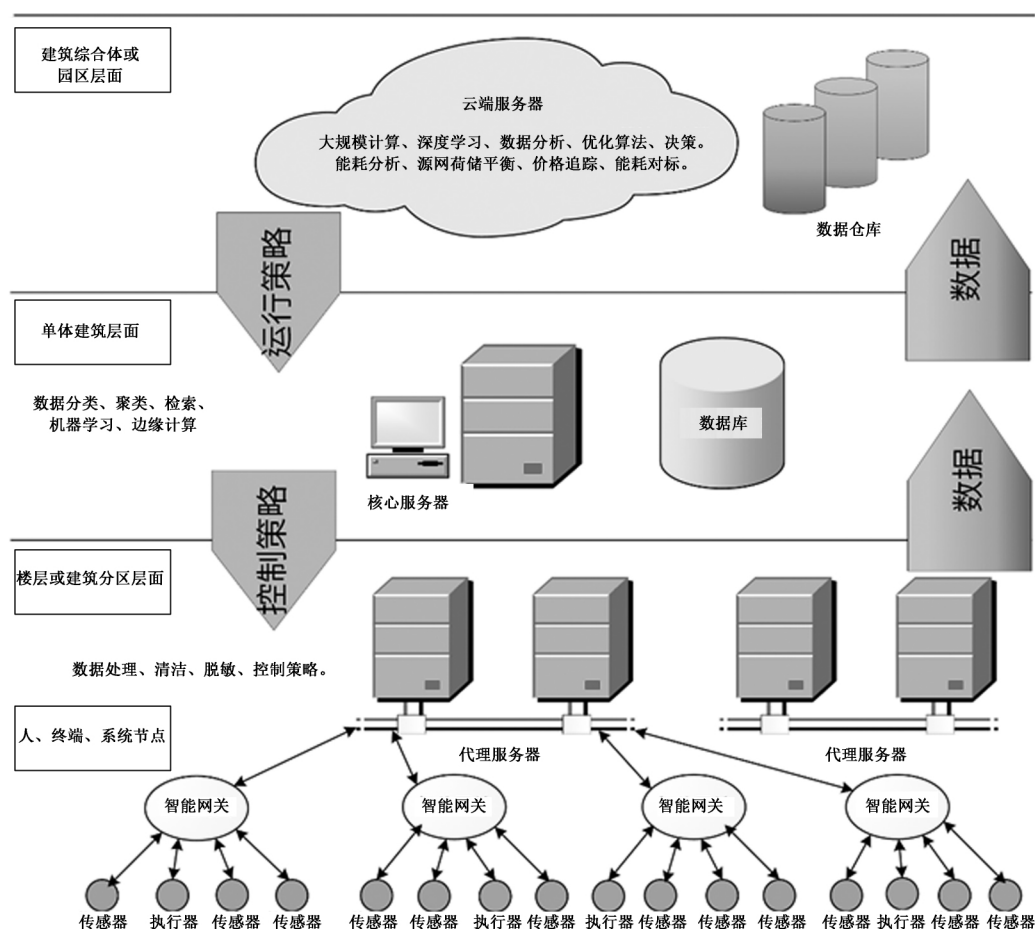 建筑综合体或
园区层面
云端服务器
大规模计算、深度学习、数据分析、优化算法、决策。
能耗分析、源网荷储平衡、价格追踪、能耗对标。
数据仓库
运行策略
数据
单体建筑层面
数据分类、聚类、检索、
机器学习、边缘计算
核心服务器
数据库
控制策略
数据
楼层或建筑分区层面
数据处理、清洁、脱敏、控制策略。
人、终端、系统节点
代理服务器
代理服务器
智能网关
智能网关
智能网关
智能网关
传感器 执行器 传感器 传感器 传感器 传感器 执行器 传感器 执行器 传感器 传感器 传感器 传感器 执行器 传感器 传感器